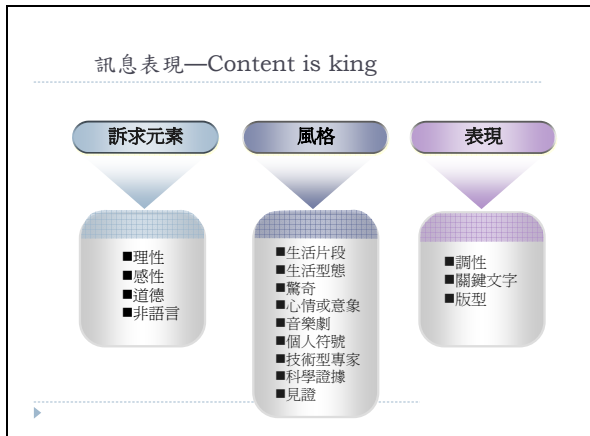 訊息表現—Content is king
訴求元素
■理性
■感性
■道德
■非語言
風格
■生活片段
■生活型態
■驚奇
■心情或意象
■音樂劇
■個人符號
■技術型專家
■科學證據
■見證
表現
■調性
■關鍵文字
■版型